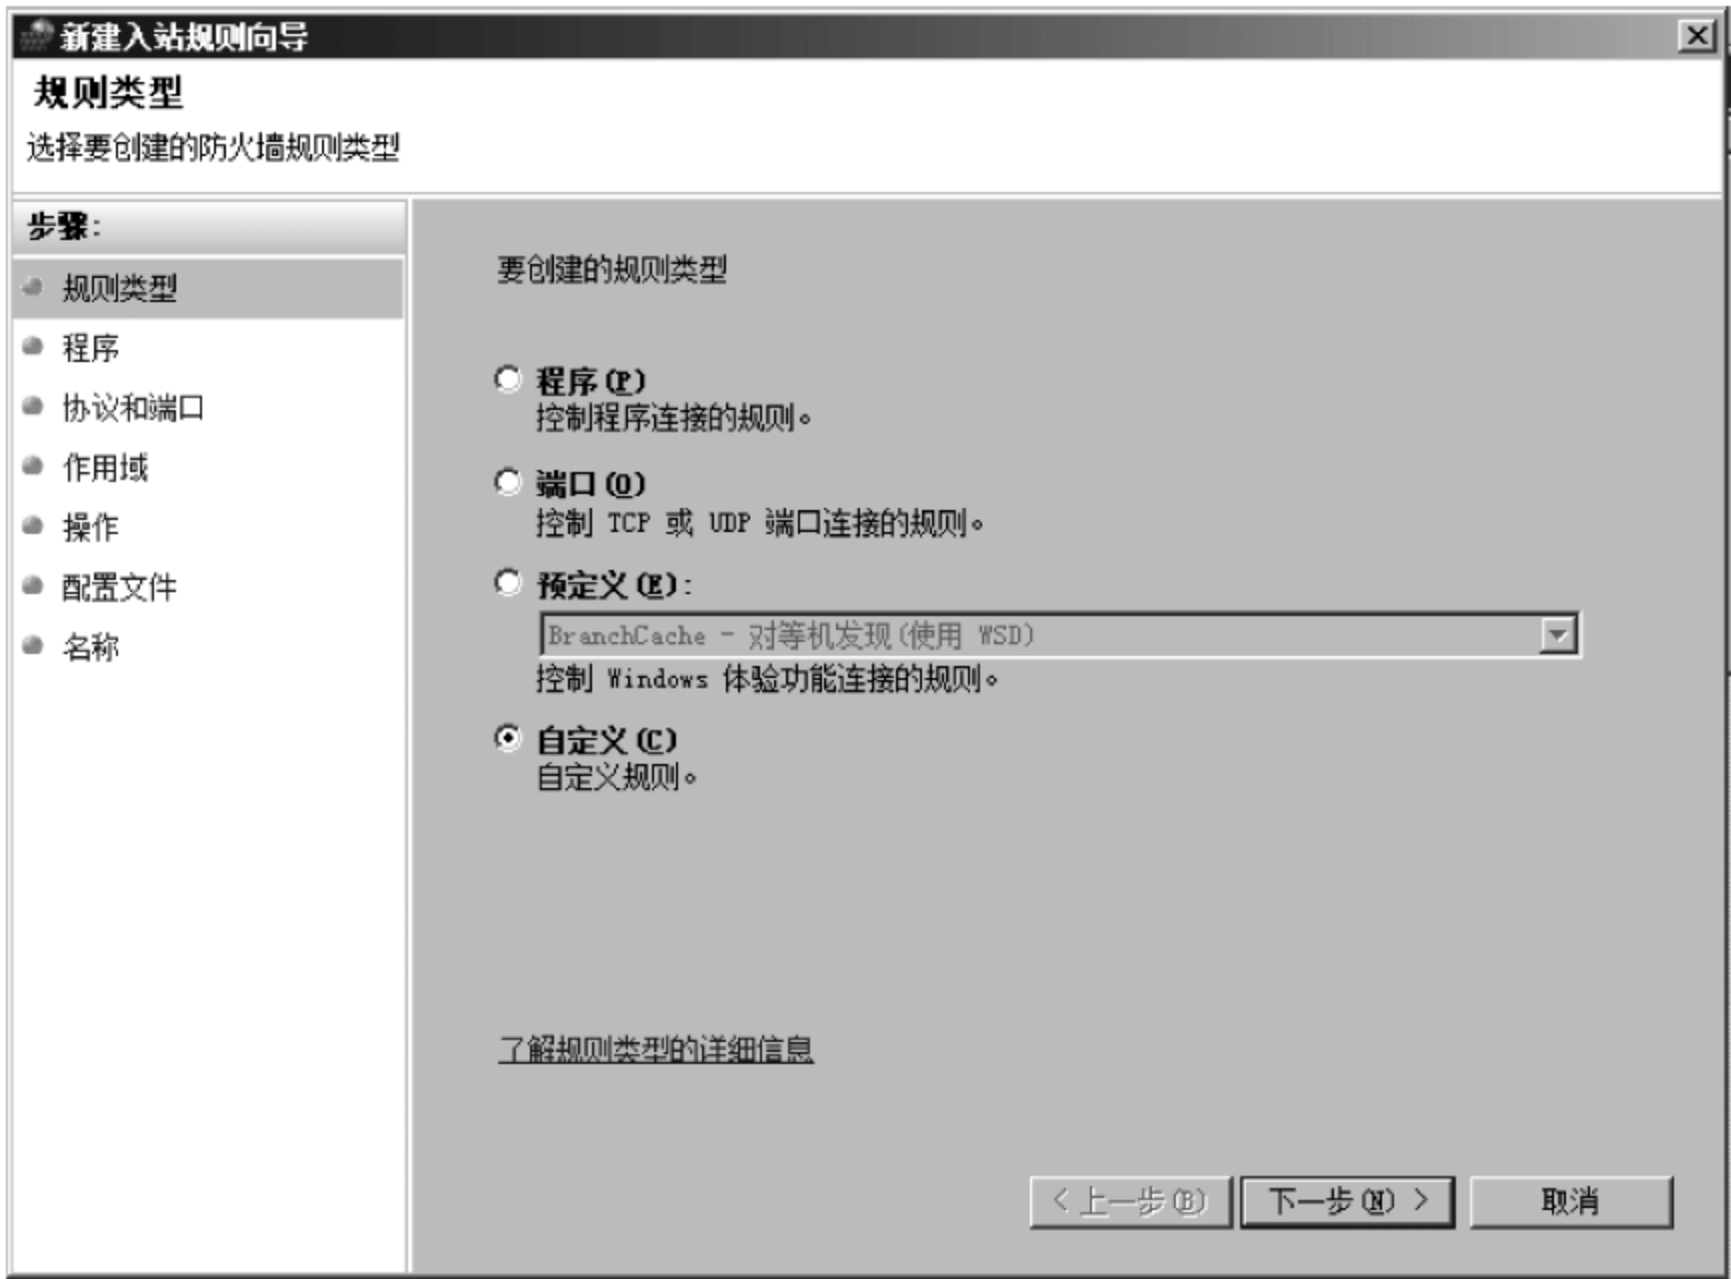 新建入站规则向导
规则类型
选择要创建的防火墙规则类型
步骤:
规则类型
程序
协议和端口
作用域
操作
配置文件
名称
要创建的规则类型
程序(P)
控制程序连接的规则。
端口(O)
控制 TCP 或 UDP 端口连接的规则。
预定义(E):
BranchCache - 对等机发现(使用 WSD)
控制 Windows 体验功能连接的规则。
自定义(C)
自定义规则。
了解规则类型的详细信息
< 上一步(B)
下一步(N) >
取消